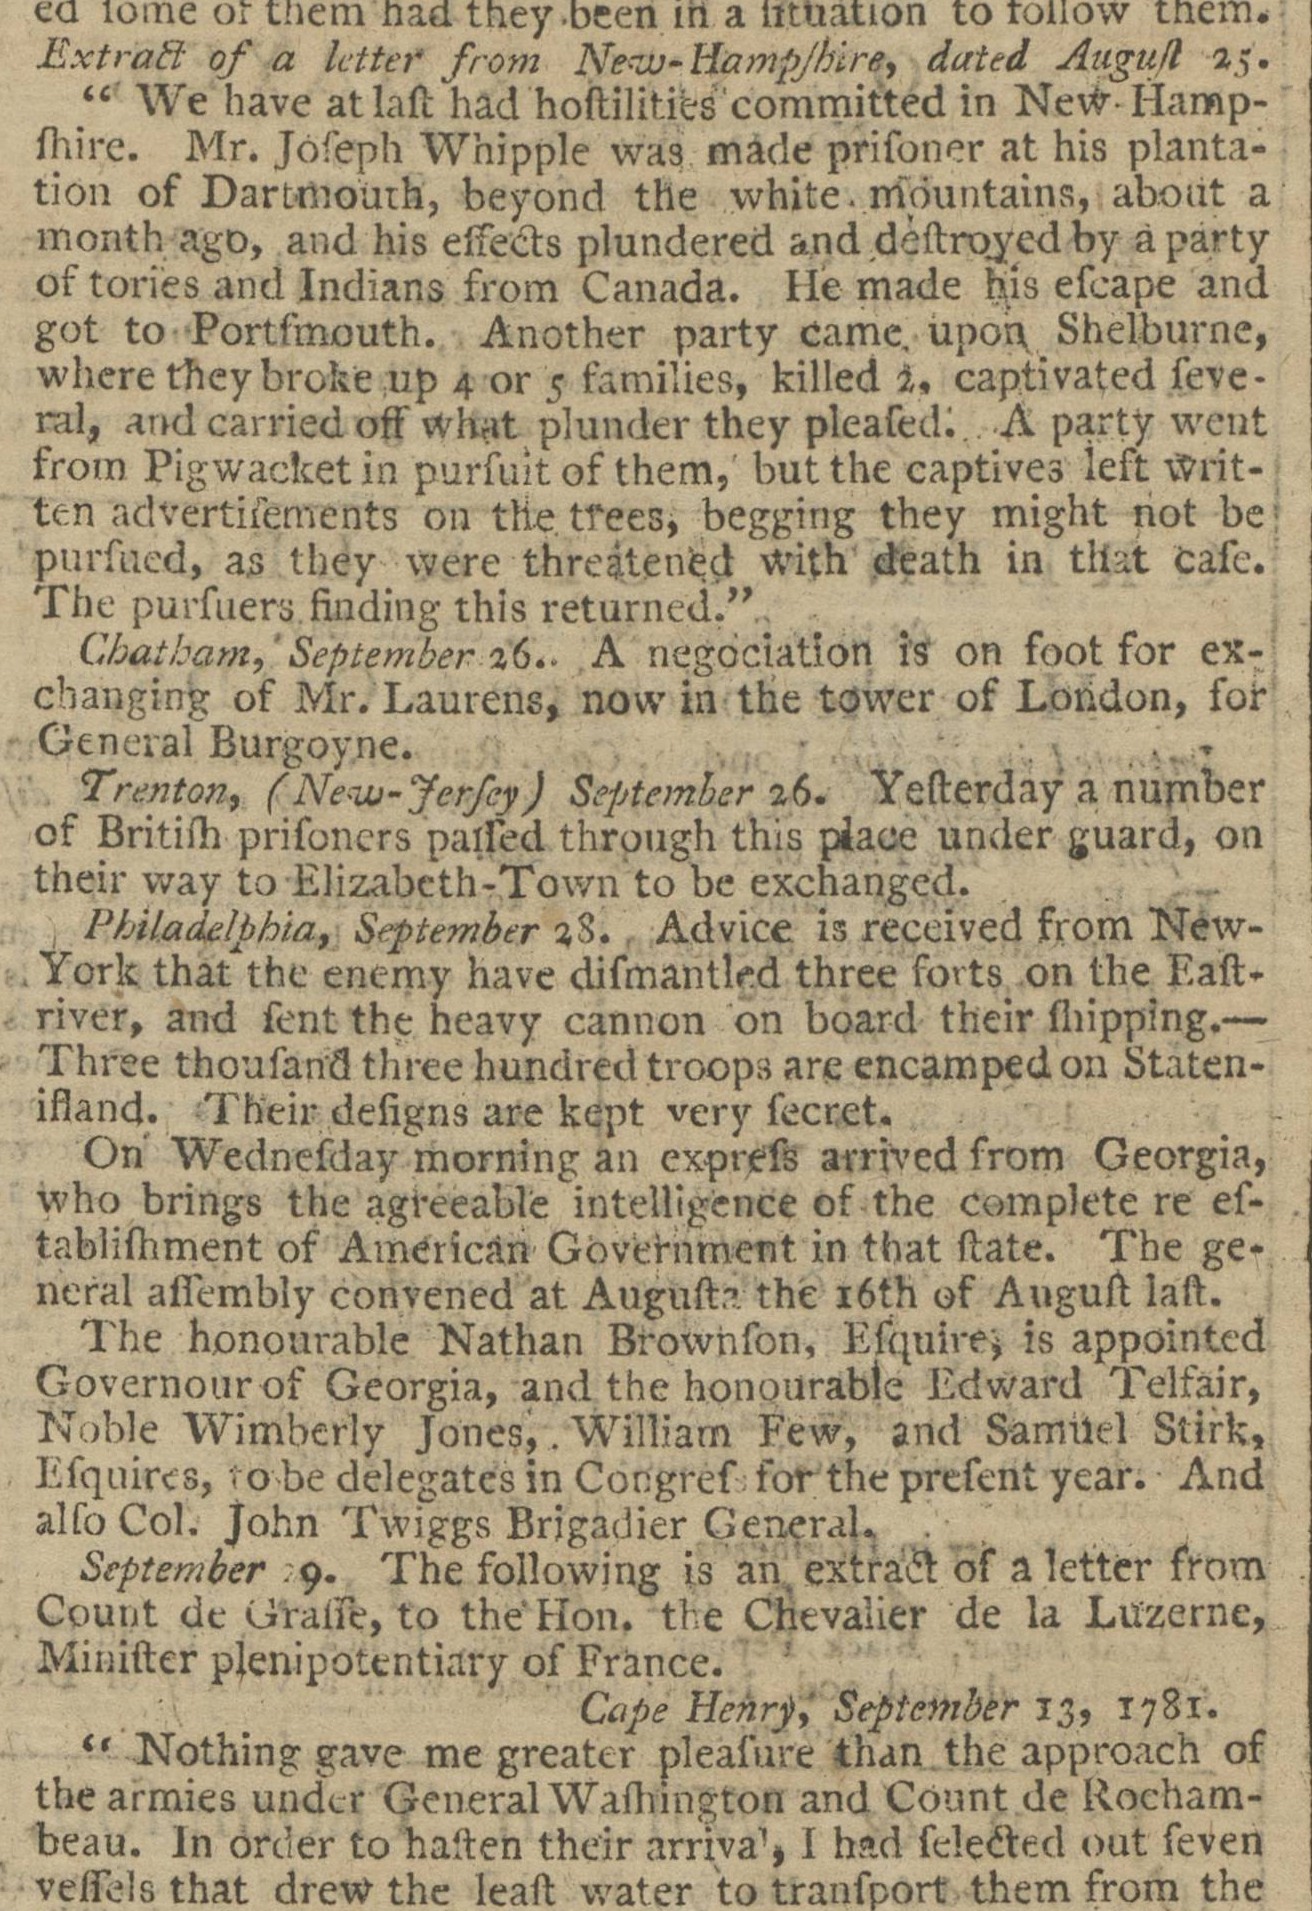 ed ſome of them had they been in a ſituation to follow them.
Extract of a letter from New-Hampſhire, dated Auguſt 25.
“ We have at laſt had hoſtilities committed in New-Hamp-
ſhire. Mr. Joſeph Whipple was made priſoner at his planta-
tion of Dartmouth, beyond the white mountains, about a
month ago, and his effects plundered and deſtroyed by a party
of tories and Indians from Canada. He made his eſcape and
got to Portſmouth. Another party came upon Shelburne,
where they broke up 4 or 5 families, killed 2, captivated ſeve-
ral, and carried off what plunder they pleaſed. A party went
from Pigwacket in purſuit of them, but the captives left writ-
ten advertiſements on the trees, begging they might not be
purſued, as they were threatened with death in that caſe.
The purſuers finding this returned.”
Chatham, September 26. A negociation is on foot for ex-
changing of Mr. Laurens, now in the tower of London, for
General Burgoyne.
Trenton, (New-Jerſey) September 26. Yeſterday a number
of Britiſh priſoners paſſed through this place under guard, on
their way to Elizabeth-Town to be exchanged.
Philadelphia, September 28. Advice is received from New-
York that the enemy have diſmantled three forts on the Eaſt-
river, and ſent the heavy cannon on board their ſhipping.—
Three thouſand three hundred troops are encamped on Staten-
iſland. Their deſigns are kept very ſecret.
On Wedneſday morning an expreſs arrived from Georgia,
who brings the agreeable intelligence of the complete re eſ-
tabliſhment of American Government in that ſtate. The ge-
neral aſſembly convened at Auguſta the 16th of Auguſt laſt.
The honourable Nathan Brownſon, Eſquire, is appointed
Governour of Georgia, and the honourable Edward Telfair,
Noble Wimberly Jones, William Few, and Samuel Stirk,
Eſquires, to be delegates in Congreſs for the preſent year. And
alſo Col. John Twiggs Brigadier General.
September 29. The following is an extract of a letter from
Count de Graſſe, to the Hon. the Chevalier de la Luzerne,
Miniſter plenipotentiary of France.
Cape Henry, September 13, 1781.
“ Nothing gave me greater pleaſure than the approach of
the armies under General Waſhington and Count de Rocham-
beau. In order to haſten their arrival, I had ſelected out ſeven
veſſels that drew the leaſt water to tranſport them from the